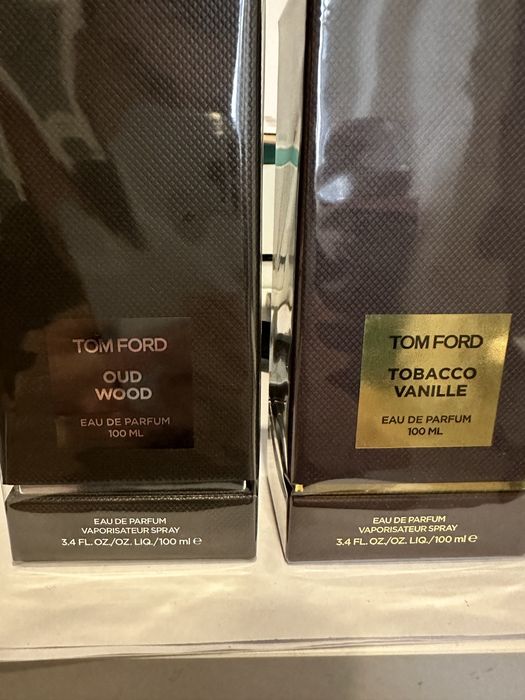 TOM FORD
OUD
WOOD
EAU DE PARFUM
100 ML
EAU DE PARFUM
VAPORISATEUR SPRAY
3.4 FL. OZ./OZ. LIQ./100 ml ℮
TOM FORD
TOBACCO
VANILLE
EAU DE PARFUM
100 ML
EAU DE PARFUM
VAPORISATEUR SPRAY
3.4 FL. OZ./OZ. LIQ./100 ml ℮